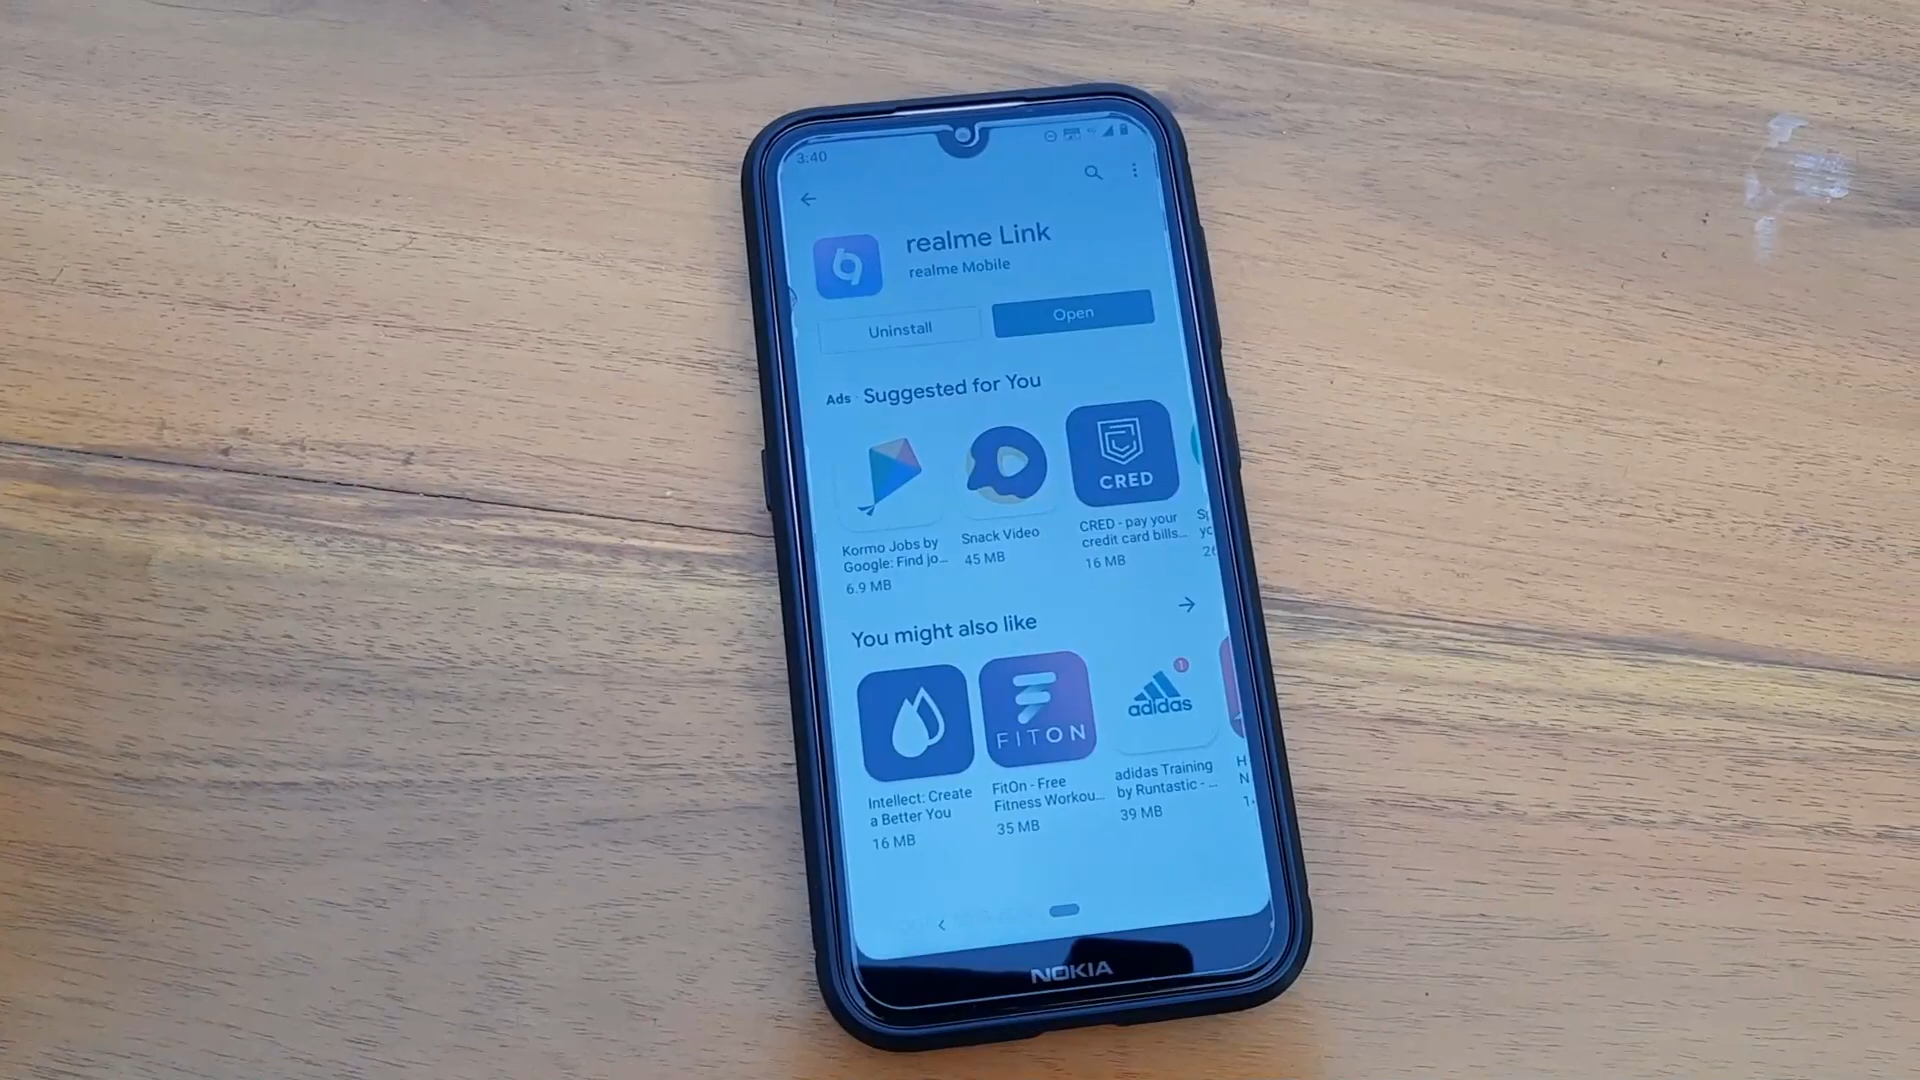 3:40
realme Link
realme Mobile
Uninstall
Open
Ads · Suggested for You
CRED
Kormo Jobs by
Google: Find jo...
6.9 MB
Snack Video
45 MB
CRED - pay your
credit card bills...
16 MB
You might also like
FITON
adidas
1
Intellect: Create
a Better You
16 MB
FitOn - Free
Fitness Workou...
35 MB
adidas Training
by Runtastic - ...
39 MB
NOKIA